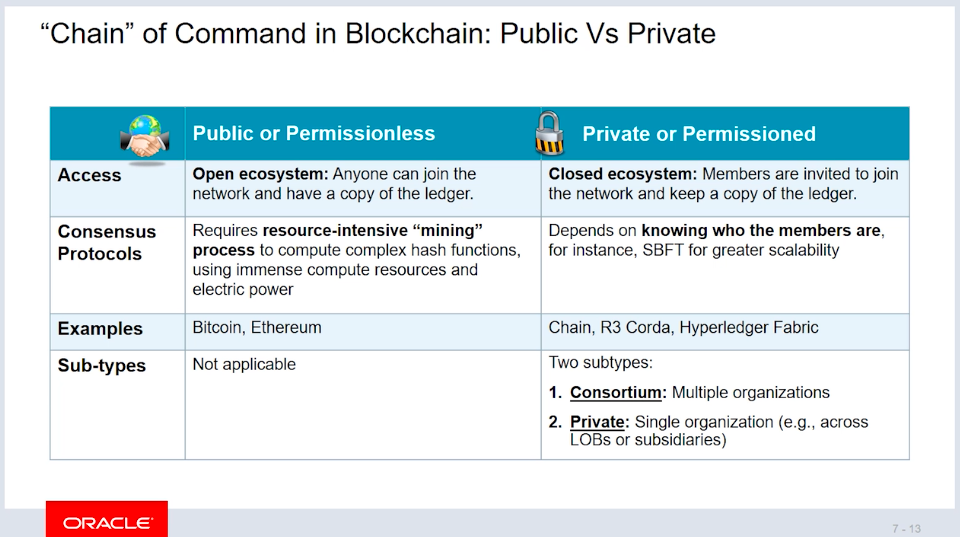 “Chain” of Command in Blockchain: Public Vs Private
Public or Permissionless
Private or Permissioned
Access
Open ecosystem: Anyone can join the
network and have a copy of the ledger.
Closed ecosystem: Members are invited to join
the network and keep a copy of the ledger.
Consensus
Protocols
Requires resource-intensive “mining”
process to compute complex hash functions,
using immense compute resources and
electric power
Depends on knowing who the members are,
for instance, SBFT for greater scalability
Examples
Bitcoin, Ethereum
Chain, R3 Corda, Hyperledger Fabric
Sub-types
Not applicable
Two subtypes:
1. Consortium: Multiple organizations
2. Private: Single organization (e.g., across
LOBs or subsidiaries)
ORACLE
7 - 13